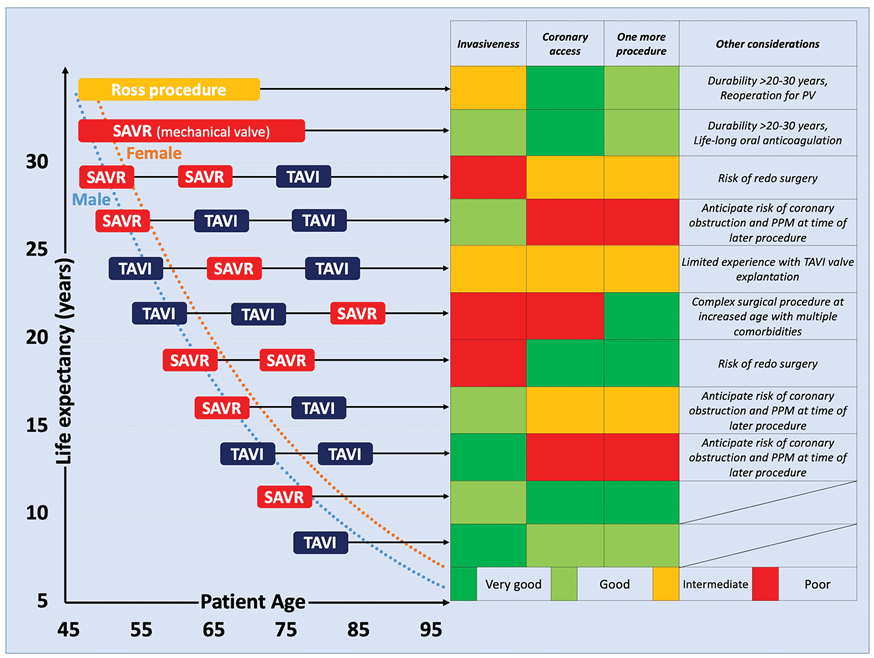 Invasiveness
Coronary
access
One more
procedure
Other considerations
Ross procedure
Durability >20-30 years,
Reoperation for PV
SAVR (mechanical valve)
Durability >20-30 years,
Life-long oral anticoagulation
Female
30
SAVR SAVR TAVI
Risk of redo surgery
Male
SAVR TAVI TAVI
Anticipate risk of coronary
obstruction and PPM at time of
later procedure
25
TAVI SAVR TAVI
Limited experience with TAVI valve
explantation
TAVI TAVI SAVR
Complex surgical procedure at
increased age with multiple
comorbidities
20
SAVR SAVR
Risk of redo surgery
SAVR TAVI
Anticipate risk of coronary
obstruction and PPM at time of
later procedure
15
TAVI TAVI
Anticipate risk of coronary
obstruction and PPM at time of
later procedure
SAVR
10
TAVI
Life expectancy (years)
Very good Good Intermediate Poor
5
Patient Age
45 55 65 75 85 95